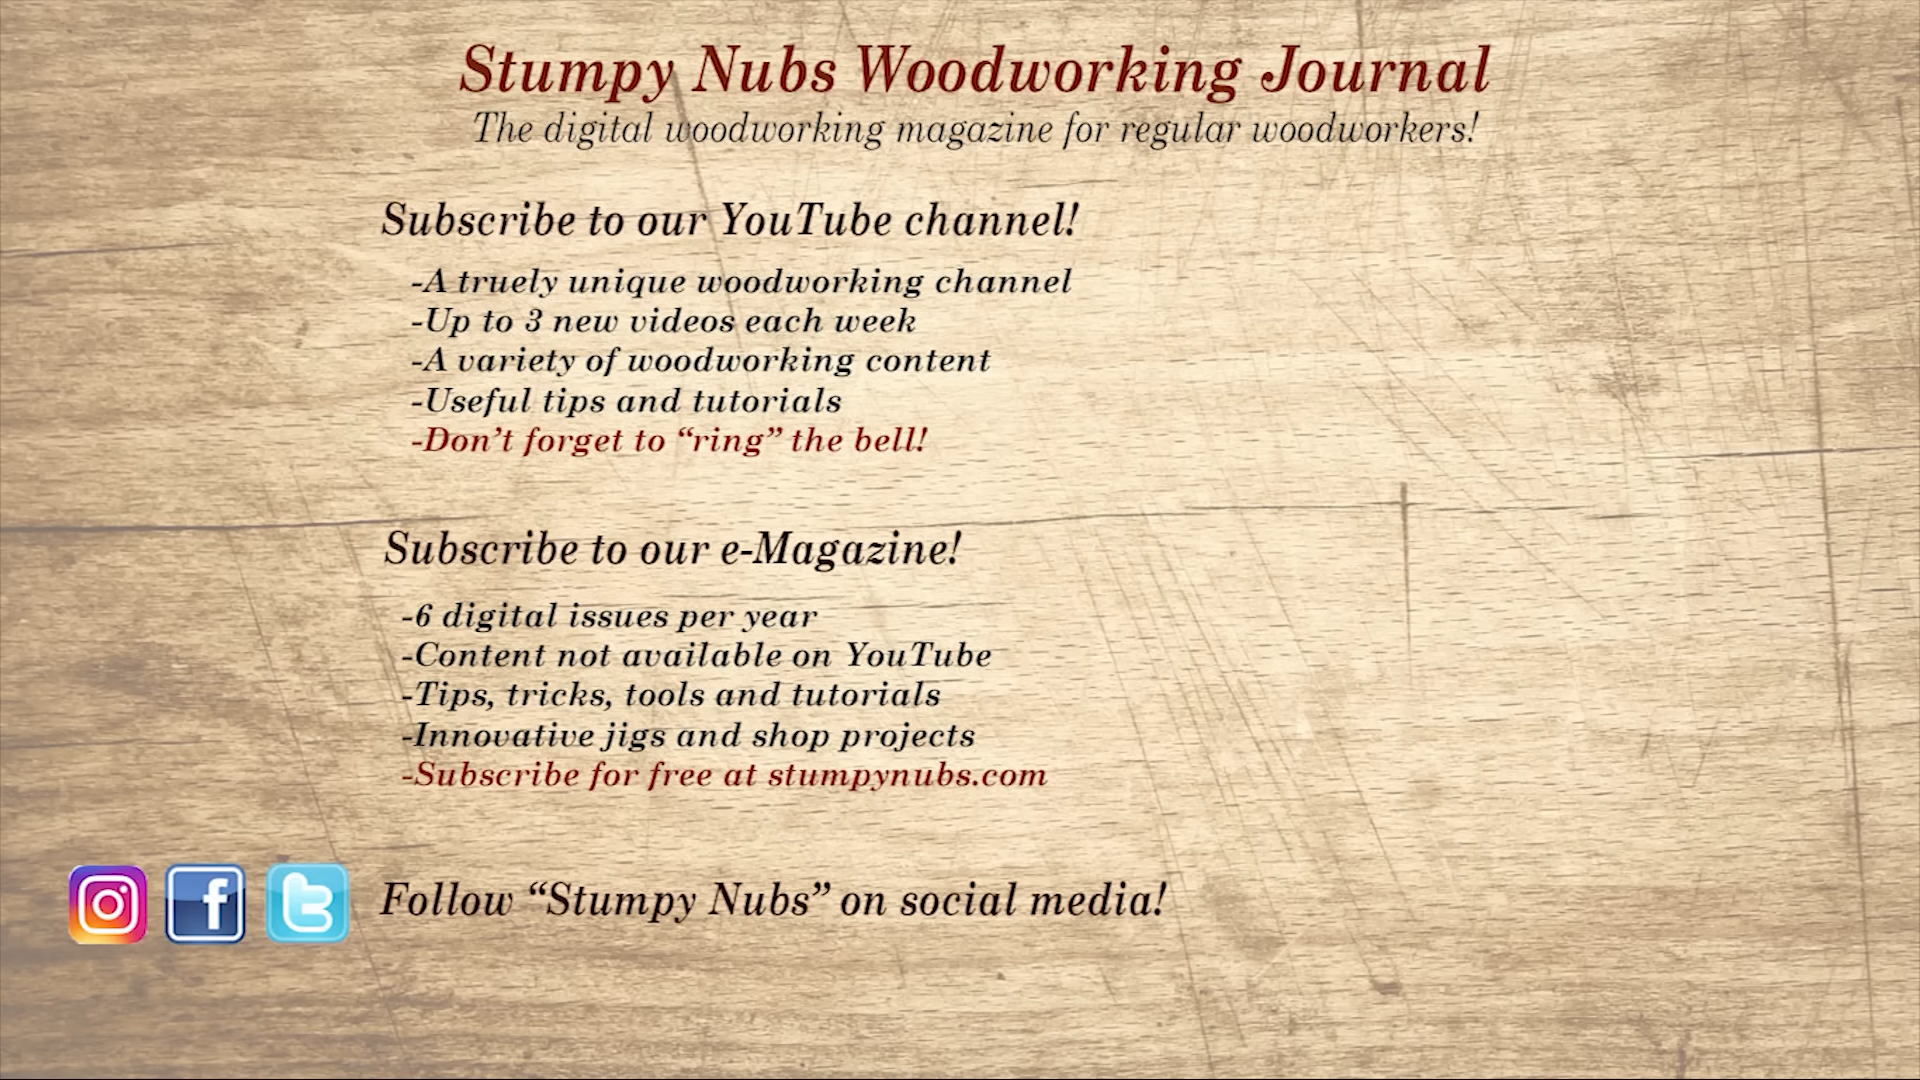 Stumpy Nubs Woodworking Journal
The digital woodworking magazine for regular woodworkers!
Subscribe to our YouTube channel!
-A truely unique woodworking channel
-Up to 3 new videos each week
-A variety of woodworking content
-Useful tips and tutorials
-Don’t forget to “ring” the bell!
Subscribe to our e-Magazine!
-6 digital issues per year
-Content not available on YouTube
-Tips, tricks, tools and tutorials
-Innovative jigs and shop projects
-Subscribe for free at stumpynubs.com
Follow “Stumpy Nubs” on social media!